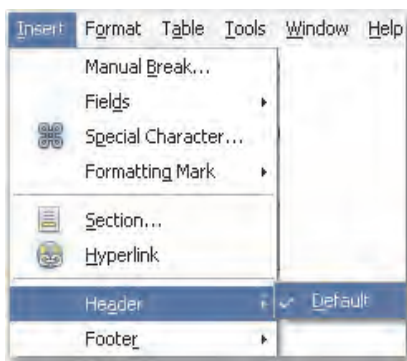 Insert Format Table Tools Window Help
Manual Break...
Fields
Special Character...
Formatting Mark
Section...
Hyperlink
Header Default
Footer